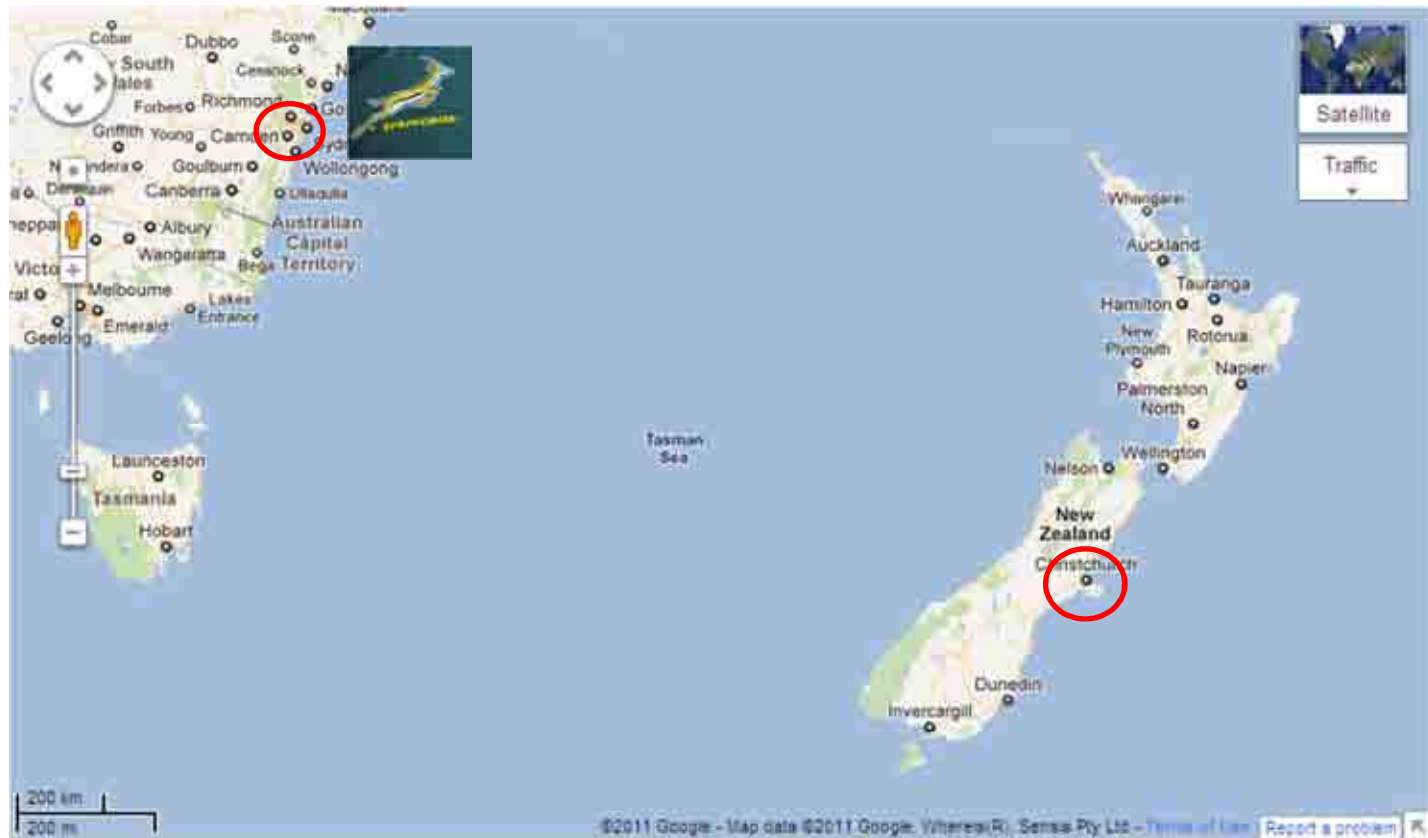 Cobar
Dubbo
Scone
South
Cessnock
Forbes
Richmond
Go
Griffith
Young
Camden
Wollongong
Goulburn
Canberra
Ulladulla
Albury
Australian
Capital
Territory
Wangaratta
Bega
Victo
Melbourne
Lakes
Entrance
Emerald
Geelong
Launceston
Tasmania
Hobart
Tasman
Sea
Whangarei
Auckland
Tauranga
Hamilton
New
Plymouth
Rotorua
Napier
Palmerston
North
Wellington
Nelson
New
Zealand
Christchurch
Dunedin
Invercargill
Satellite
Traffic
200 km
200 mi
©2011 Google - Map data ©2011 Google, Whereis(R), Sensis Pty Ltd - Terms of Use
Report a problem